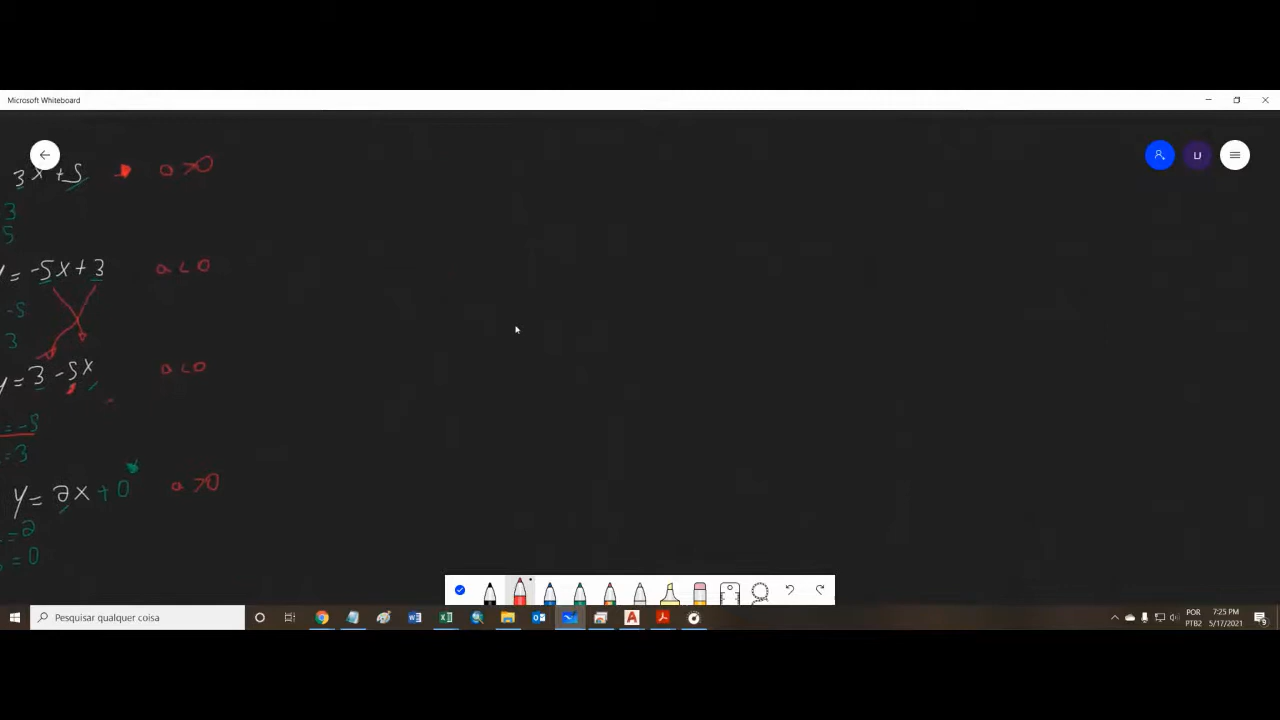 Microsoft Whiteboard
LJ
3x + 5 a > 0
3
5
y = -5x + 3 a < 0
-5
3
y = 3 - 5x a < 0
= -5
= 3
y = 2x + 0 a > 0
= 2
= 0
Pesquisar qualquer coisa
POR
PTB2
7:25 PM
5/17/2021